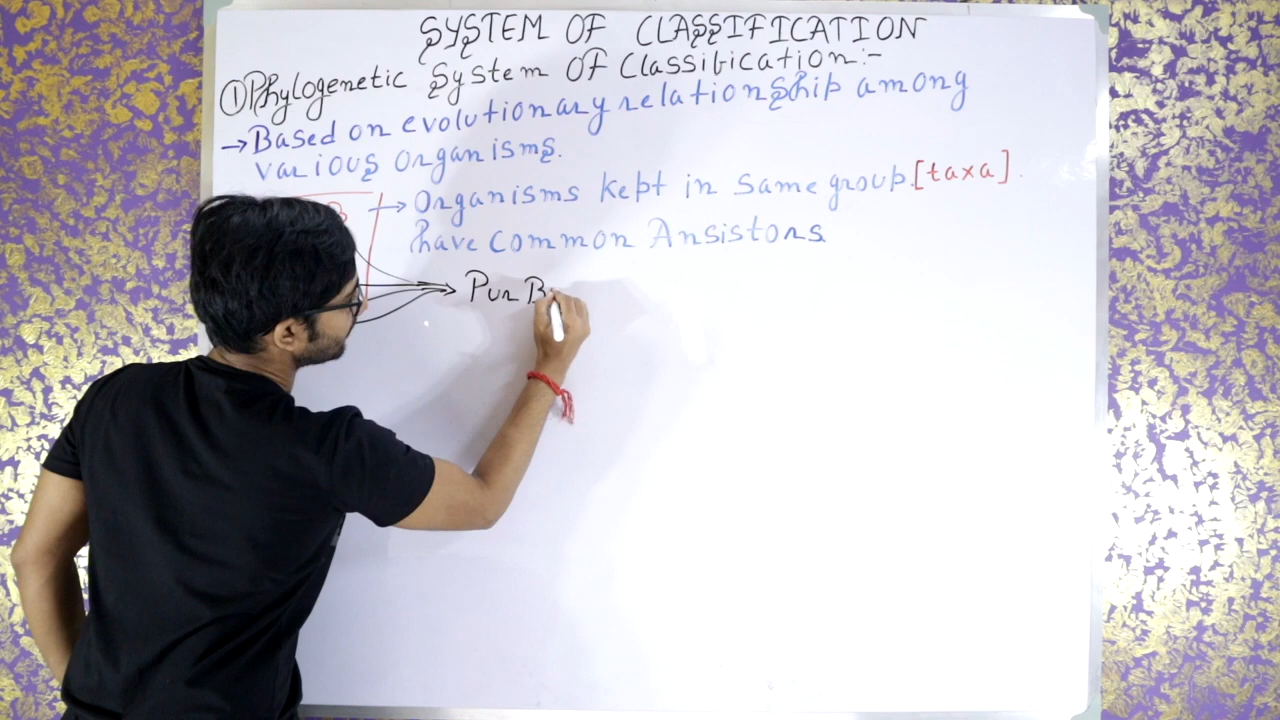 SYSTEM OF CLASSIFICATION
① Phylogenetic System OF Classification:-
→ Based on evolutionary relationship among
various organisms.
→ Organisms kept in same group [taxa].
have common Ansistors
→ Pur B